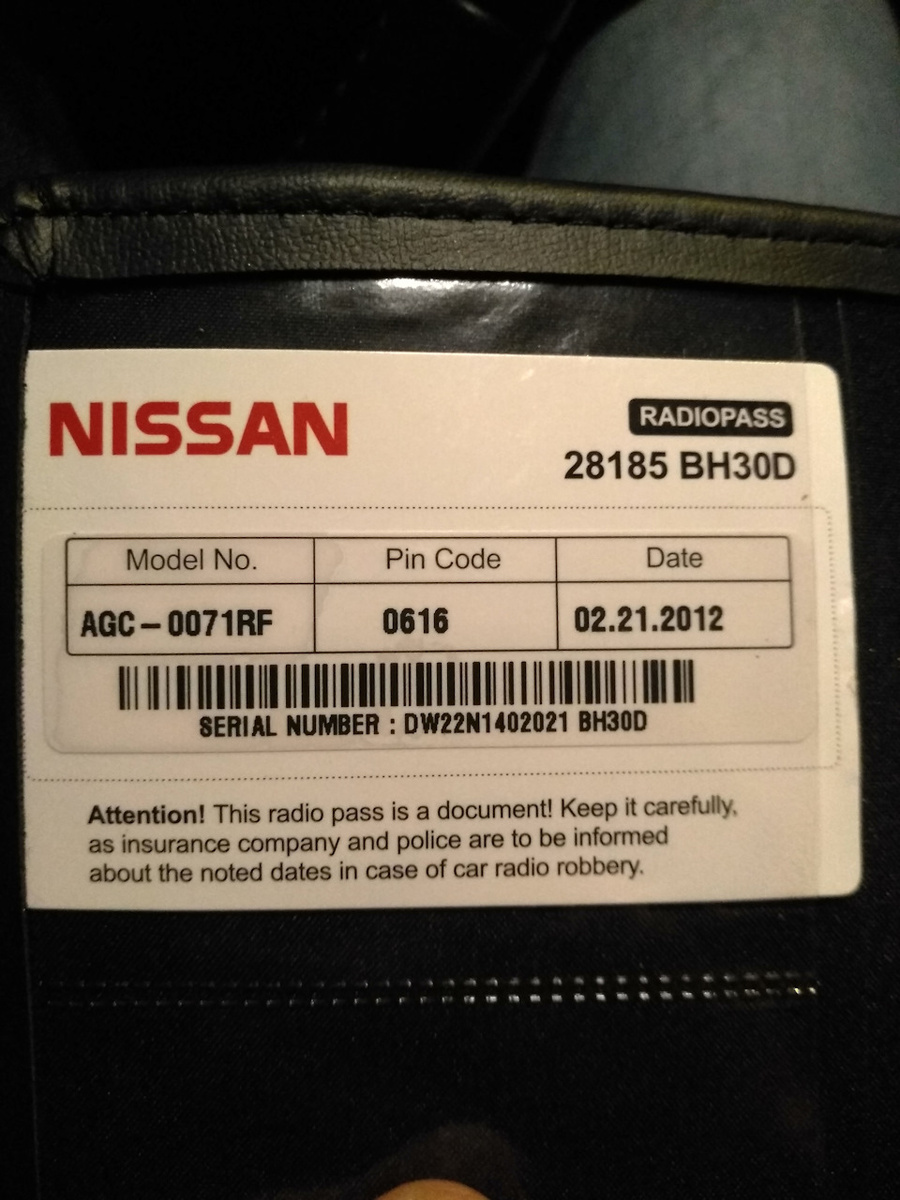 NISSAN
RADIOPASS
28185 BH30D
Model No. Pin Code Date
AGC-0071RF 0616 02.21.2012
SERIAL NUMBER : DW22N1402021 BH30D
Attention! This radio pass is a document! Keep it carefully,
as insurance company and police are to be informed
about the noted dates in case of car radio robbery.